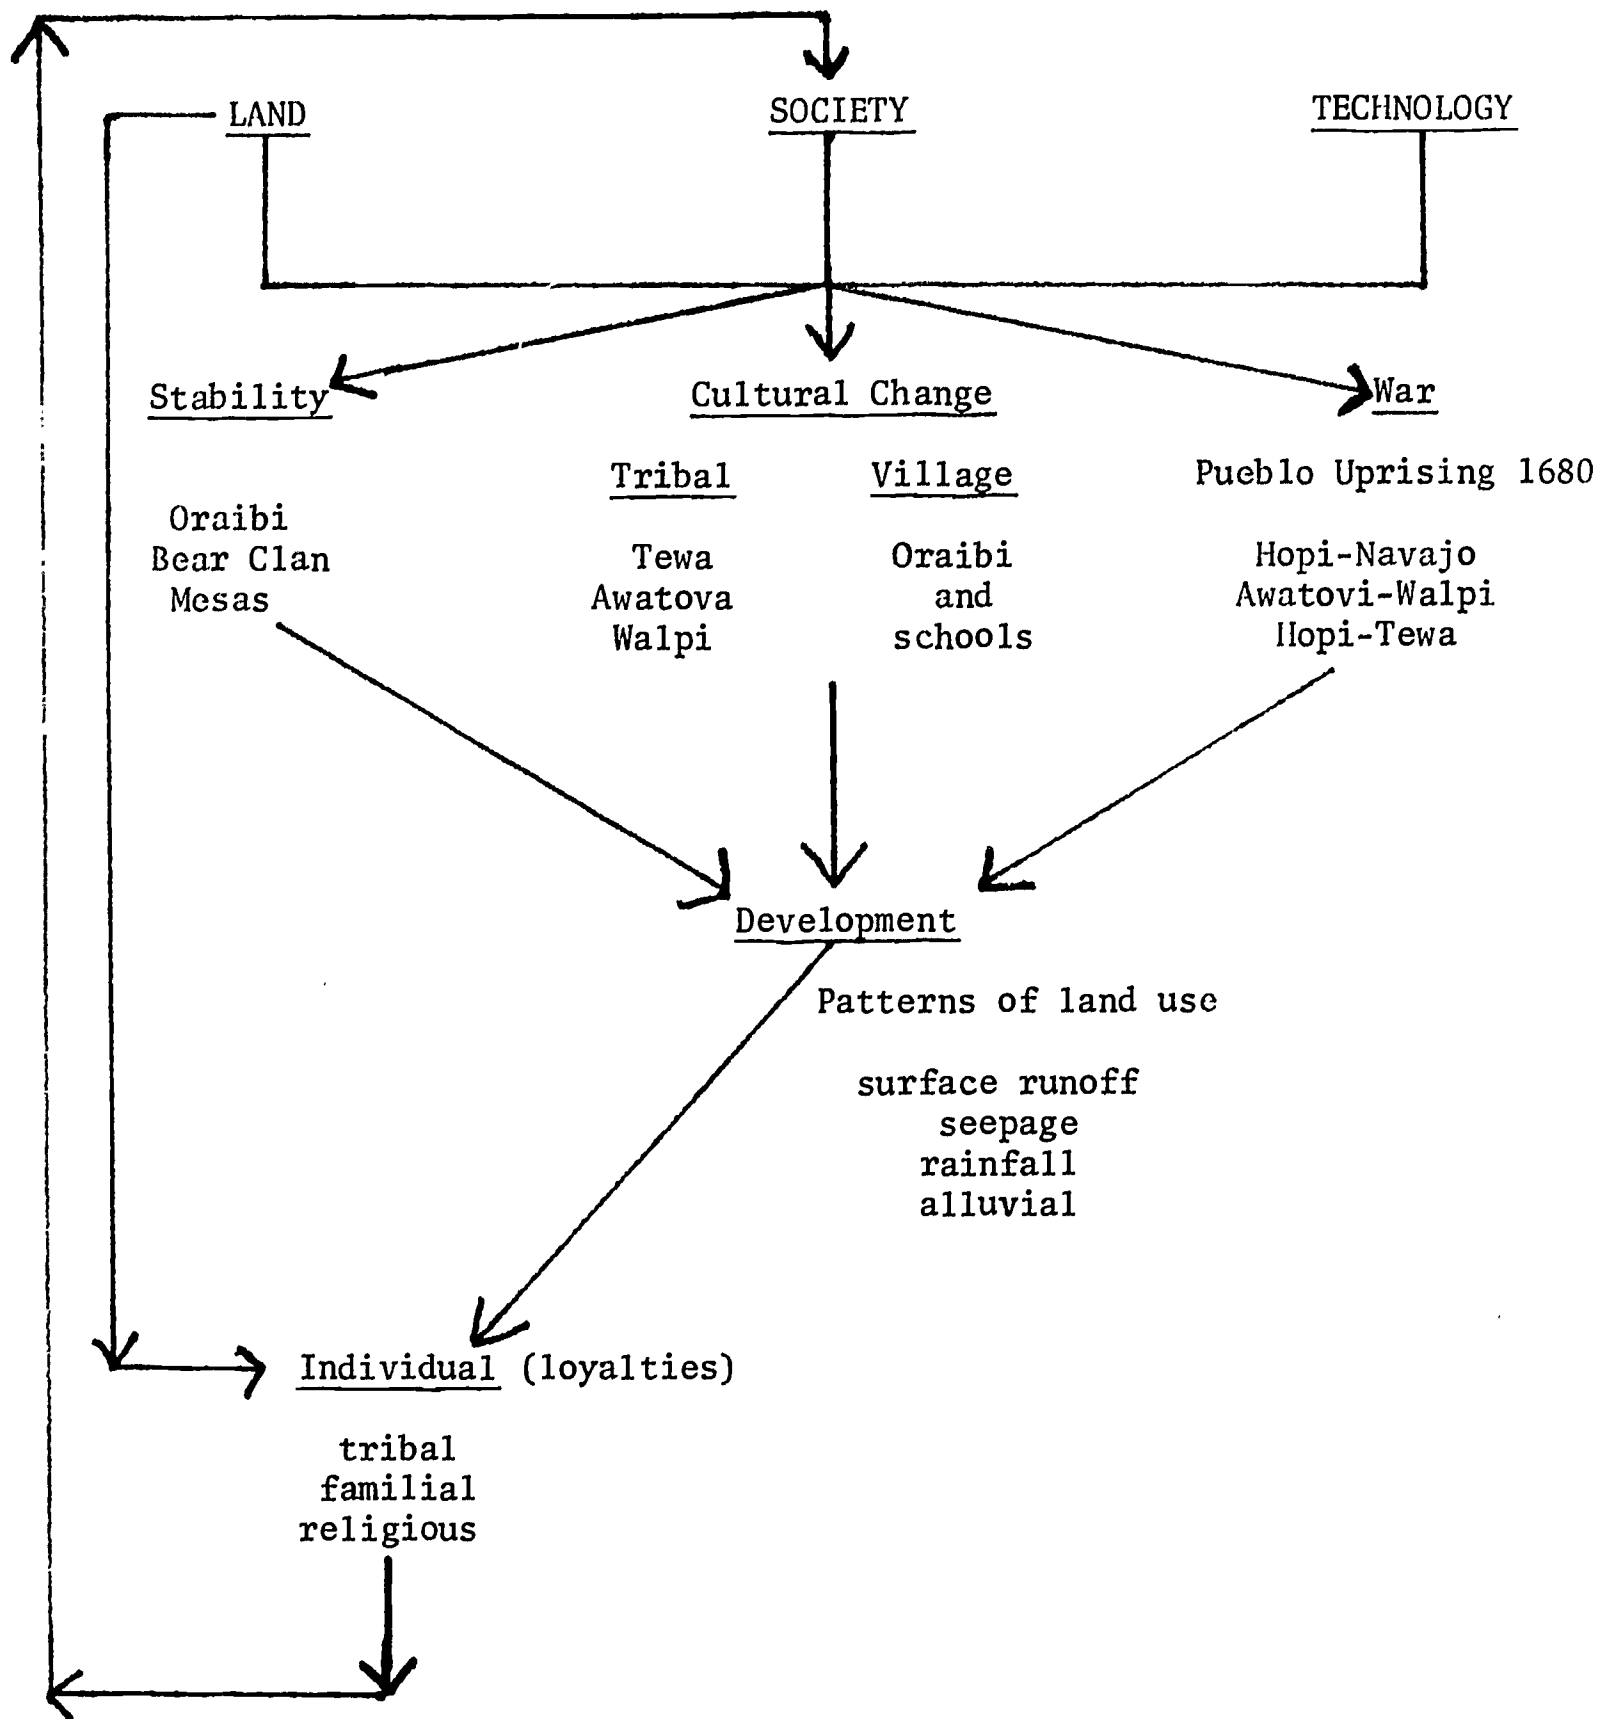 LAND
SOCIETY
TECHNOLOGY
Stability
Cultural Change
War
Oraibi
Bear Clan
Mesas
Tribal
Tewa
Awatova
Walpi
Village
Oraibi
and
schools
Pueblo Uprising 1680
Hopi-Navajo
Awatovi-Walpi
Hopi-Tewa
Development
Patterns of land use
surface runoff
seepage
rainfall
alluvial
Individual (loyalties)
tribal
familial
religious